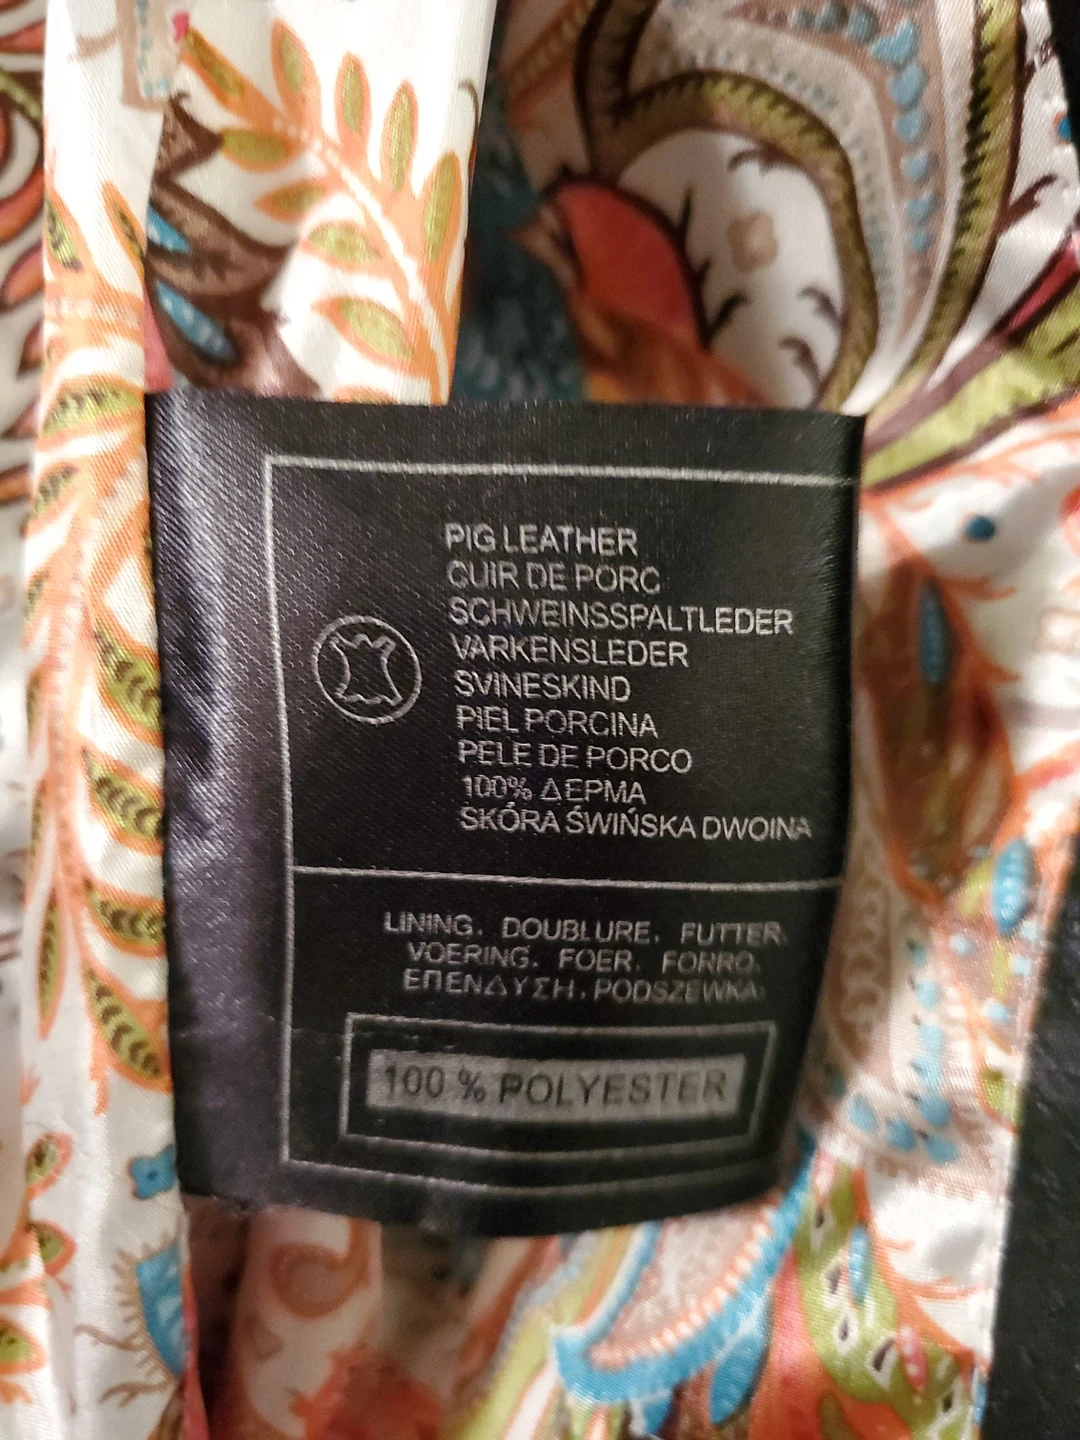 PIG LEATHER
CUIR DE PORC
SCHWEINSSPALTLEDER
VARKENSLEDER
SVINESKIND
PIEL PORCINA
PELE DE PORCO
100% ΔΕΡΜΑ
SKÓRA ŚWIŃSKA DWOINA
LINING. DOUBLURE. FUTTER.
VOERING. FOER. FORRO.
ΕΠΕΝΔΥΣΗ. PODSZEWKA.
100 % POLYESTER